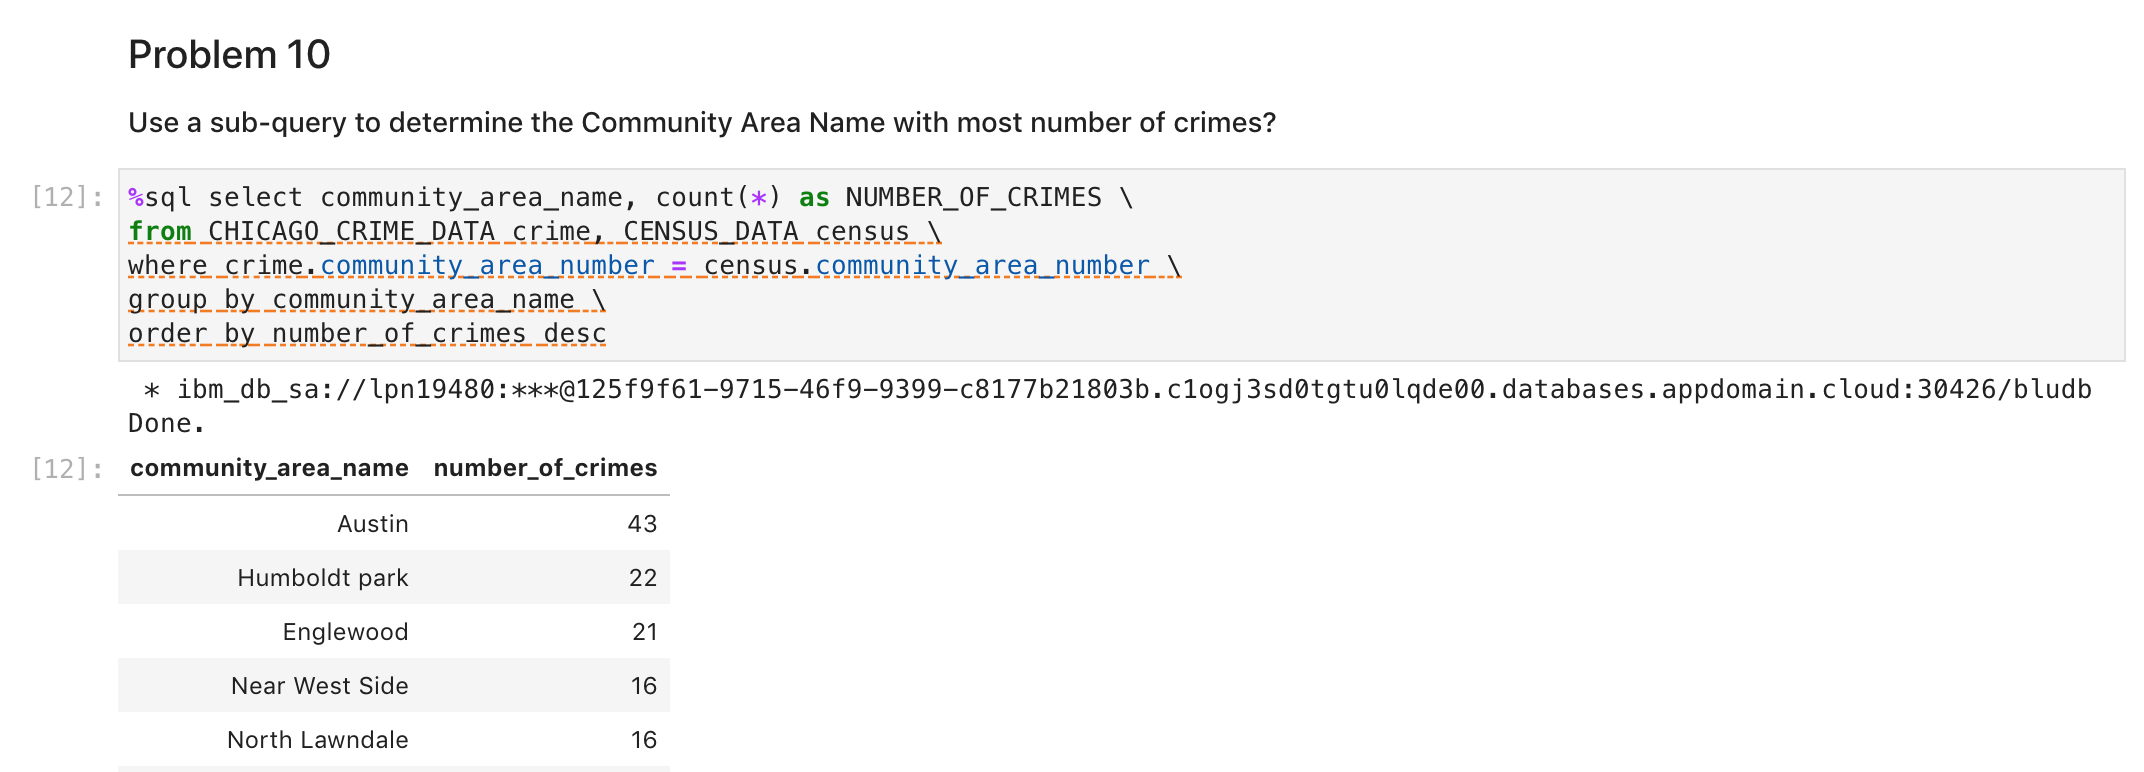 Problem 10
Use a sub-query to determine the Community Area Name with most number of crimes?
[12]: %sql select community_area_name, count(*) as NUMBER_OF_CRIMES \
from CHICAGO_CRIME_DATA crime, CENSUS_DATA census \
where crime.community_area_number = census.community_area_number \
group by community_area_name \
order by number_of_crimes desc
* ibm_db_sa://lpn19480:***@125f9f61-9715-46f9-9399-c8177b21803b.c1ogj3sd0tgtu0lqde00.databases.appdomain.cloud:30426/bludb
Done.
[12]: community_area_name number_of_crimes
Austin 43
Humboldt park 22
Englewood 21
Near West Side 16
North Lawndale 16